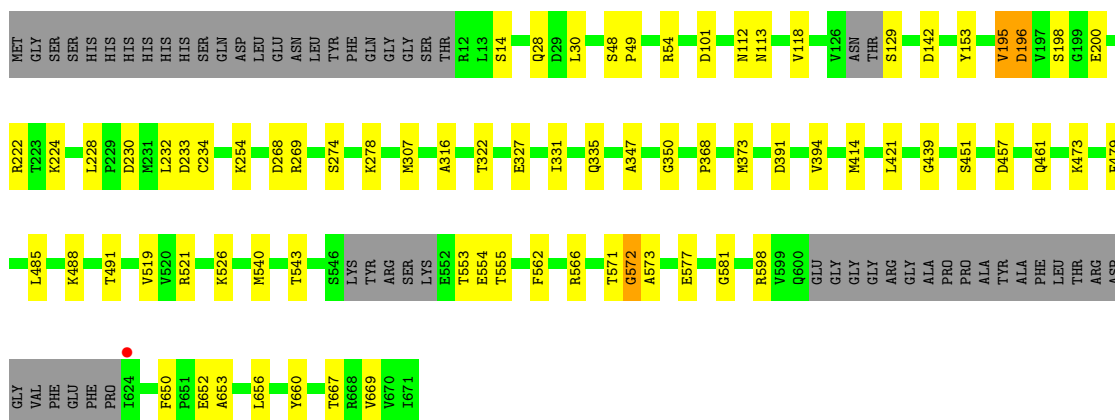 MET GLY SER SER HIS HIS HIS HIS HIS HIS SER GLN ASP LEU GLU ASN LEU TYR PHE GLN GLY GLY SER THR R12 L13 S14 Q28 D29 L30 S48 P49 R54 D101 N112 N113 V118 V126 ASN THR S129 D142 Y153 V195 D196 V197 S198 G199 E200
R222 T223 K224 L228 P229 D230 M231 L232 D233 C234 K254 D268 R269 S274 K278 M307 A316 T322 E327 I331 Q335 A347 G350 P368 M373 D391 V394 M414 L421 G439 S451 D457 Q461 K473
L485 K488 T491 V519 V520 R521 K526 M540 T543 S546 LYS TYR ARG SER LYS E552 T553 E554 T555 F562 R566 T571 G572 A573 E577 G581 R598 V599 Q600 GLU GLY GLY GLY ARG GLY ALA PRO PRO ALA TYR ALA PHE LEU THR ARG ASP
GLY VAL PHE GLU PHE PRO I624 F650 P651 E652 A653 L656 Y660 T667 R668 V669 V670 I671